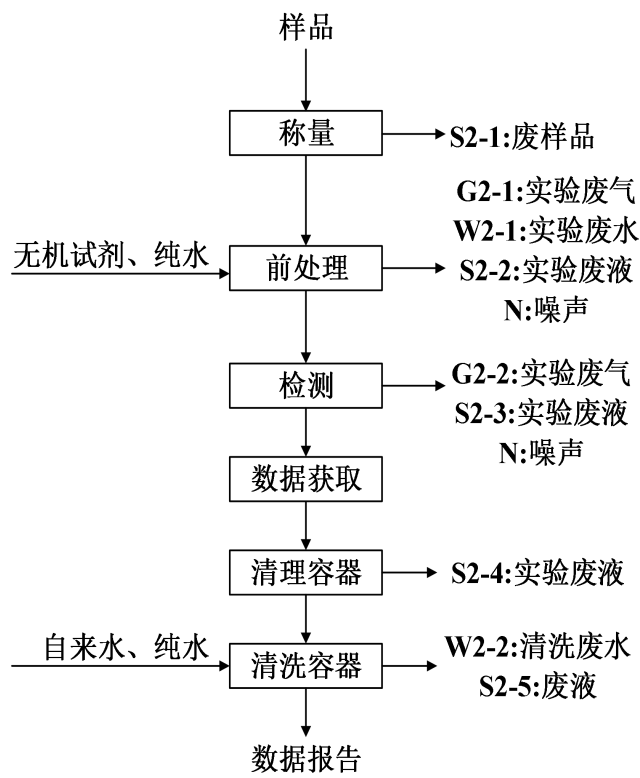 样品
称量
S2-1:废样品
G2-1:实验废气
W2-1:实验废水
无机试剂、纯水
前处理
S2-2:实验废液
N:噪声
检测
G2-2:实验废气
S2-3:实验废液
N:噪声
数据获取
清理容器
S2-4:实验废液
自来水、纯水
清洗容器
W2-2:清洗废水
S2-5:废液
数据报告